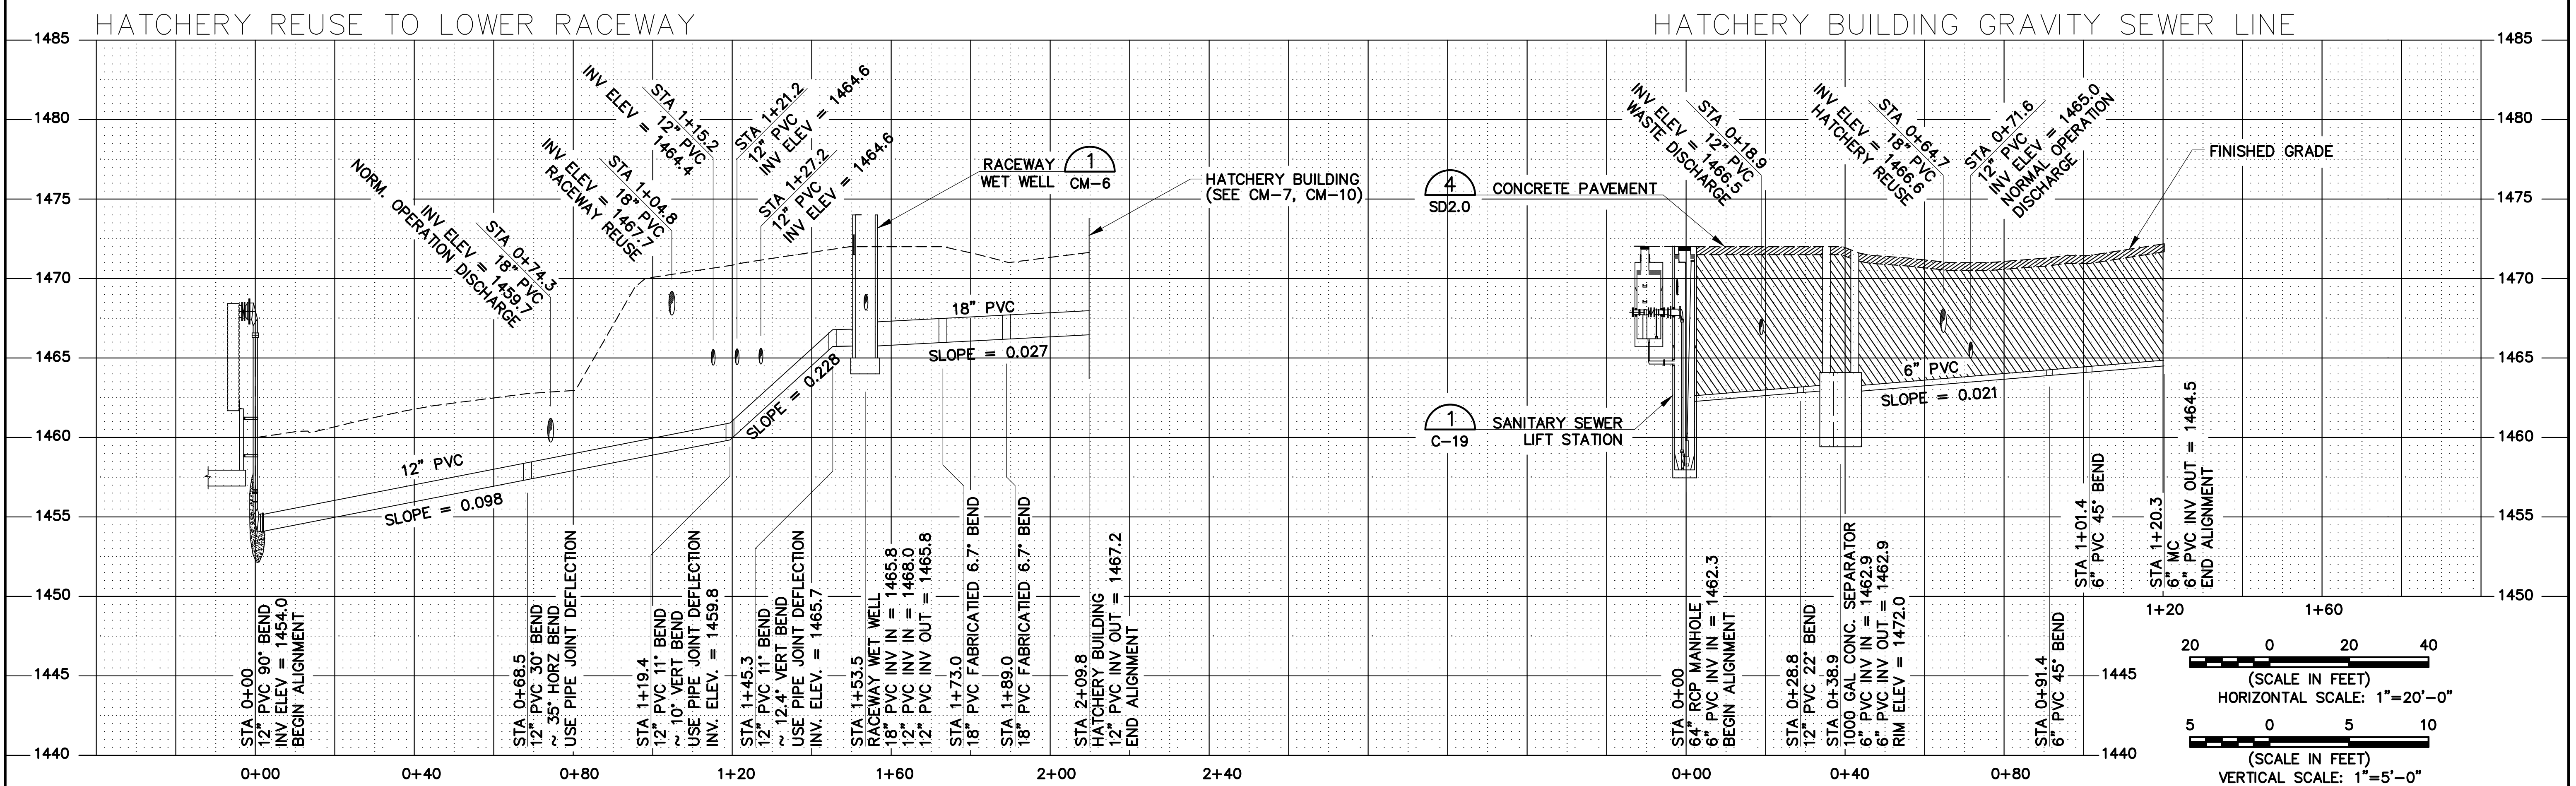 HATCHERY REUSE TO LOWER RACEWAY
1485
1480
1475
1470
1465
1460
1455
1450
1445
1440
NORM. OPERATION DISCHARGE
INV ELEV = 1459.7
18" PVC
STA 0+74.3
RACEWAY REUSE
INV ELEV = 1467.7
18" PVC
STA 1+04.8
INV ELEV = 1464.4
12" PVC
STA 1+15.2
STA 1+21.2
12" PVC
INV ELEV = 1464.6
STA 1+27.2
12" PVC
INV ELEV = 1464.6
RACEWAY
WET WELL
1
CM-6
HATCHERY BUILDING
(SEE CM-7, CM-10)
12" PVC
SLOPE = 0.098
SLOPE = 0.228
18" PVC
SLOPE = 0.027
STA 0+00
12" PVC 90° BEND
INV ELEV = 1454.0
BEGIN ALIGNMENT
STA 0+68.5
12" PVC 30° BEND
~ 35° HORZ BEND
USE PIPE JOINT DEFLECTION
STA 1+19.4
12" PVC 11° BEND
~ 10° VERT BEND
USE PIPE JOINT DEFLECTION
INV. ELEV. = 1459.8
STA 1+45.3
12" PVC 11° BEND
~ 12.4° VERT BEND
USE PIPE JOINT DEFLECTION
INV. ELEV. = 1465.7
STA 1+53.5
RACEWAY WET WELL
18" PVC INV IN = 1465.8
12" PVC INV IN = 1468.0
12" PVC INV OUT = 1465.8
STA 1+73.0
18" PVC FABRICATIED 6.7° BEND
STA 1+89.0
18" PVC FABRICATIED 6.7° BEND
STA 2+09.8
HATCHERY BUILDING
12" PVC INV OUT = 1467.2
END ALIGNMENT
0+00
0+40
0+80
1+20
1+60
2+00
2+40
HATCHERY BUILDING GRAVITY SEWER LINE
WASTE DISCHARGE
INV ELEV = 1466.5
12" PVC
STA 0+18.9
HATCHERY REUSE
INV ELEV = 1466.6
18" PVC
STA 0+64.7
STA 0+71.6
12" PVC
INV ELEV = 1465.0
NORMAL OPERATION
DISCHARGE
FINISHED GRADE
4
SD2.0
CONCRETE PAVEMENT
1
C-19
SANITARY SEWER
LIFT STATION
6" PVC
SLOPE = 0.021
STA 0+00
64" RCP MANHOLE
6" PVC INV IN = 1462.3
BEGIN ALIGNMENT
STA 0+28.8
12" PVC 22° BEND
STA 0+38.9
1000 GAL CONC. SEPARATOR
6" PVC INV IN = 1462.9
6" PVC INV OUT = 1462.9
RIM ELEV = 1472.0
STA 0+91.4
6" PVC 45° BEND
STA 1+01.4
6" PVC 45° BEND
STA 1+20.3
6" MC
6" PVC INV OUT = 1464.5
END ALIGNMENT
0+00
0+40
0+80
1+20
1+60
1485
1480
1475
1470
1465
1460
1455
1450
1445
1440
20 0 20 40
(SCALE IN FEET)
HORIZONTAL SCALE: 1"=20'-0"
5 0 5 10
(SCALE IN FEET)
VERTICAL SCALE: 1"=5'-0"